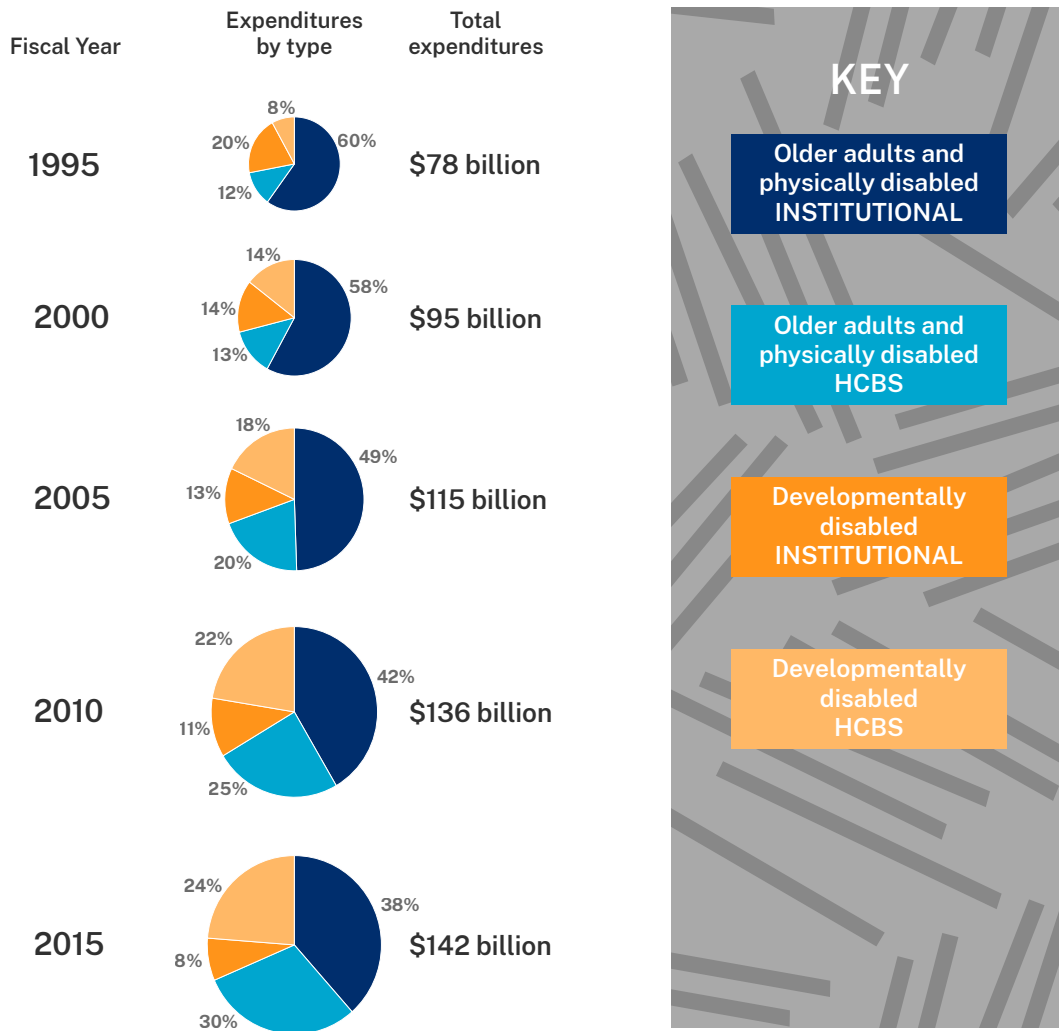 Fiscal Year
Expenditures
by type
Total
expenditures
1995
8%
20%
60%
12%
$78 billion
2000
14%
58%
14%
13%
$95 billion
2005
18%
49%
13%
20%
$115 billion
2010
22%
42%
11%
25%
$136 billion
2015
24%
38%
8%
30%
$142 billion
KEY
Older adults and
physically disabled
INSTITUTIONAL
Older adults and
physically disabled
HCBS
Developmentally
disabled
INSTITUTIONAL
Developmentally
disabled
HCBS